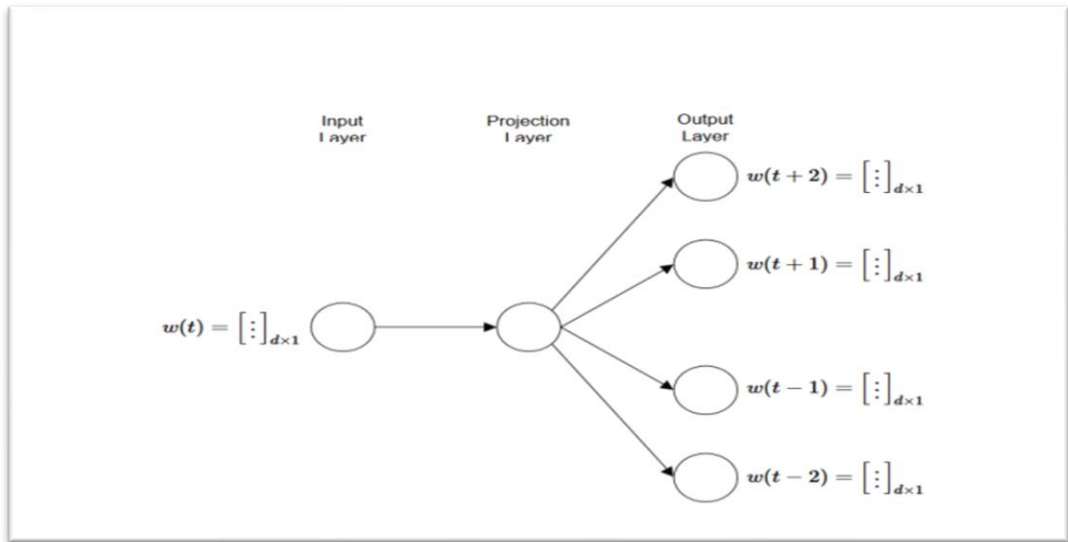 Input
Layer
Projection
Layer
Output
Layer
w(t + 2) = [⋮]d×1
w(t + 1) = [⋮]d×1
w(t) = [⋮]d×1
w(t − 1) = [⋮]d×1
w(t − 2) = [⋮]d×1